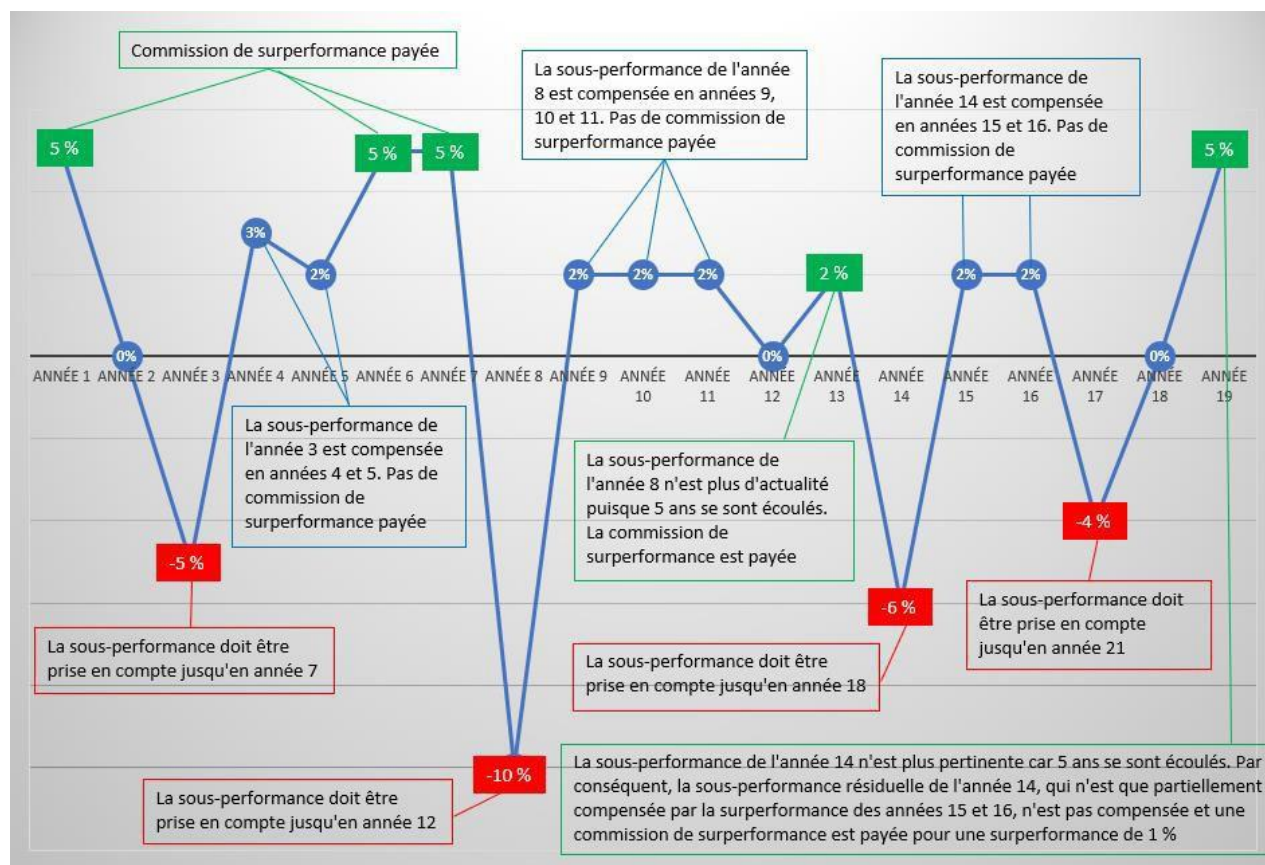 Commission de surperformance payée
La sous-performance de l'année
8 est compensée en années 9,
10 et 11. Pas de commission de
surperformance payée
La sous-performance de
l'année 14 est compensée
en années 15 et 16. Pas de
commission de
surperformance payée
5 %
5 %
5 %
5 %
3%
2%
2%
2%
2%
2 %
2%
2%
0%
0%
0%
ANNÉE 1
ANNÉE 2
ANNÉE 3
ANNÉE 4
ANNÉE 5
ANNÉE 6
ANNÉE 7
ANNÉE 8
ANNÉE 9
ANNÉE
10
ANNÉE
11
ANNÉE
12
ANNÉE
13
ANNÉE
14
ANNÉE
15
ANNÉE
16
ANNÉE
17
ANNÉE
18
ANNÉE
19
La sous-performance de
l'année 3 est compensée
en années 4 et 5. Pas de
commission de
surperformance payée
La sous-performance de
l'année 8 n'est plus d'actualité
puisque 5 ans se sont écoulés.
La commission de
surperformance est payée
-5 %
-4 %
-6 %
La sous-performance doit
être prise en compte
jusqu'en année 21
La sous-performance doit être
prise en compte jusqu'en année 7
La sous-performance doit être
prise en compte jusqu'en année 18
-10 %
La sous-performance doit être
prise en compte jusqu'en année 12
La sous-performance de l'année 14 n'est plus pertinente car 5 ans se sont écoulés. Par
conséquent, la sous-performance résiduelle de l'année 14, qui n'est que partiellement
compensée par la surperformance des années 15 et 16, n'est pas compensée et une
commission de surperformance est payée pour une surperformance de 1 %